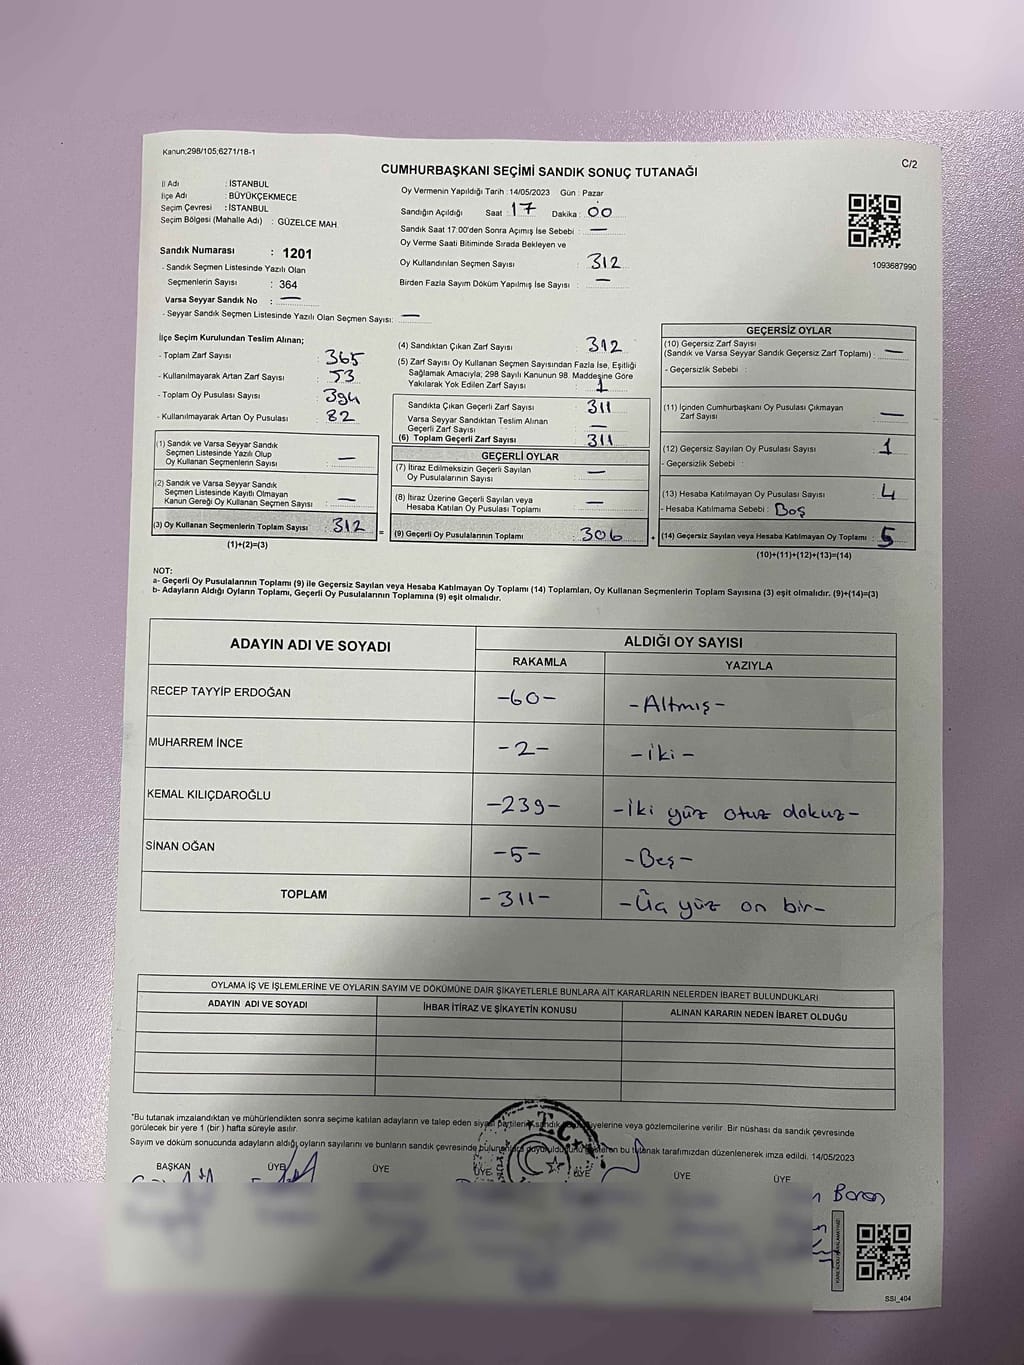 Kanun;298/105,6271/18-1
C/2
CUMHURBAŞKANI SEÇİMİ SANDIK SONUÇ TUTANAĞI
İl Adı : İSTANBUL
İlçe Adı : BÜYÜKÇEKMECE
Seçim Çevresi : İSTANBUL
Seçim Bölgesi (Mahalle Adı) : GÜZELCE MAH.
Sandık Numarası : 1201
- Sandık Seçmen Listesinde Yazılı Olan
Seçmenlerin Sayısı : 364
Varsa Seyyar Sandık No : —
- Seyyar Sandık Seçmen Listesinde Yazılı Olan Seçmen Sayısı: —
Oy Vermenin Yapıldığı Tarih : 14/05/2023 Gün : Pazar
Sandığın Açıldığı Saat : 17 Dakika : 00
Sandık Saat 17:00'den Sonra Açımış İse Sebebi : —
Oy Verme Saati Bitiminde Sırada Bekleyen ve
Oy Kullandırılan Seçmen Sayısı : 312
Birden Fazla Sayım Döküm Yapılmış İse Sayısı : —
1093687990
İlçe Seçim Kurulundan Teslim Alınan;
- Toplam Zarf Sayısı : 365
- Kullanılmayarak Artan Zarf Sayısı : 53
- Toplam Oy Pusulası Sayısı : 394
- Kullanılmayarak Artan Oy Pusulası : 82
(1) Sandık ve Varsa Seyyar Sandık
Seçmen Listesinde Yazılı Olup
Oy Kullanan Seçmenlerin Sayısı : —
(2) Sandık ve Varsa Seyyar Sandık
Seçmen Listesinde Kayıtlı Olmayan
Kanun Gereği Oy Kullanan Seçmen Sayısı : —
(3) Oy Kullanan Seçmenlerin Toplam Sayısı : 312
(1)+(2)=(3)
(4) Sandıktan Çıkan Zarf Sayısı : 312
(5) Zarf Sayısı Oy Kullanan Seçmen Sayısından Fazla İse, Eşitliği
Sağlamak Amacıyla; 298 Sayılı Kanunun 98. Maddesine Göre
Yakılarak Yok Edilen Zarf Sayısı : 1
Sandıkta Çıkan Geçerli Zarf Sayısı : 311
Varsa Seyyar Sandıktan Teslim Alınan
Geçerli Zarf Sayısı : —
(6) Toplam Geçerli Zarf Sayısı : 311
GEÇERLİ OYLAR
(7) İtiraz Edilmeksizin Geçerli Sayılan
Oy Pusulalarının Sayısı : —
(8) İtiraz Üzerine Geçerli Sayılan veya
Hesaba Katılan Oy Pusulası Toplamı : —
= (9) Geçerli Oy Pusulalarının Toplamı : 306
GEÇERSİZ OYLAR
(10) Geçersiz Zarf Sayısı
(Sandık ve Varsa Seyyar Sandık Geçersiz Zarf Toplamı) : —
- Geçersizlik Sebebi :
(11) İçinden Cumhurbaşkanı Oy Pusulası Çıkmayan
Zarf Sayısı : —
(12) Geçersiz Sayılan Oy Pusulası Sayısı : 1
- Geçersizlik Sebebi :
(13) Hesaba Katılmayan Oy Pusulası Sayısı : 4
- Hesaba Katılmama Sebebi : Boş
+ (14) Geçersiz Sayılan veya Hesaba Katılmayan Oy Toplamı : 5
(10)+(11)+(12)+(13)=(14)
NOT:
a- Geçerli Oy Pusulalarının Toplamı (9) ile Geçersiz Sayılan veya Hesaba Katılmayan Oy Toplamı (14) Toplamları, Oy Kullanan Seçmenlerin Toplam Sayısına (3) eşit olmalıdır. (9)+(14)=(3)
b- Adayların Aldığı Oyların Toplamı, Geçerli Oy Pusulalarının Toplamına (9) eşit olmalıdır.
ADAYIN ADI VE SOYADI
ALDIĞI OY SAYISI
RAKAMLA YAZIYLA
RECEP TAYYİP ERDOĞAN -60- -Altmış-
MUHARREM İNCE -2- -iki-
KEMAL KILIÇDAROĞLU -239- -İki yüz otuz dokuz-
SİNAN OĞAN -5- -Beş-
TOPLAM -311- -Üç yüz on bir-
OYLAMA İŞ VE İŞLEMLERİNE VE OYLARIN SAYIM VE DÖKÜMÜNE DAİR ŞİKAYETLERLE BUNLARA AİT KARARLARIN NELERDEN İBARET BULUNDUKLARI
ADAYIN ADI VE SOYADI İHBAR İTİRAZ VE ŞİKAYETİN KONUSU ALINAN KARARIN NEDEN İBARET OLDUĞU
*Bu tutanak imzalandıktan ve mühürlendikten sonra seçime katılan adayların ve talep eden siyasi partilerin sandık üyelerine veya gözlemcilerine verilir. Bir nüshası da sandık çevresinde
görülecek bir yere 1 (bir) hafta süreyle asılır.
Sayım ve döküm sonucunda adayların aldığı oyların sayılarını ve bunların sandık çevresinde bu tutanak tarafımızdan düzenlenerek imza edildi. 14/05/2023
T.C.
BAŞKAN ÜYE ÜYE ÜYE ÜYE ÜYE ÜYE
SSI_404